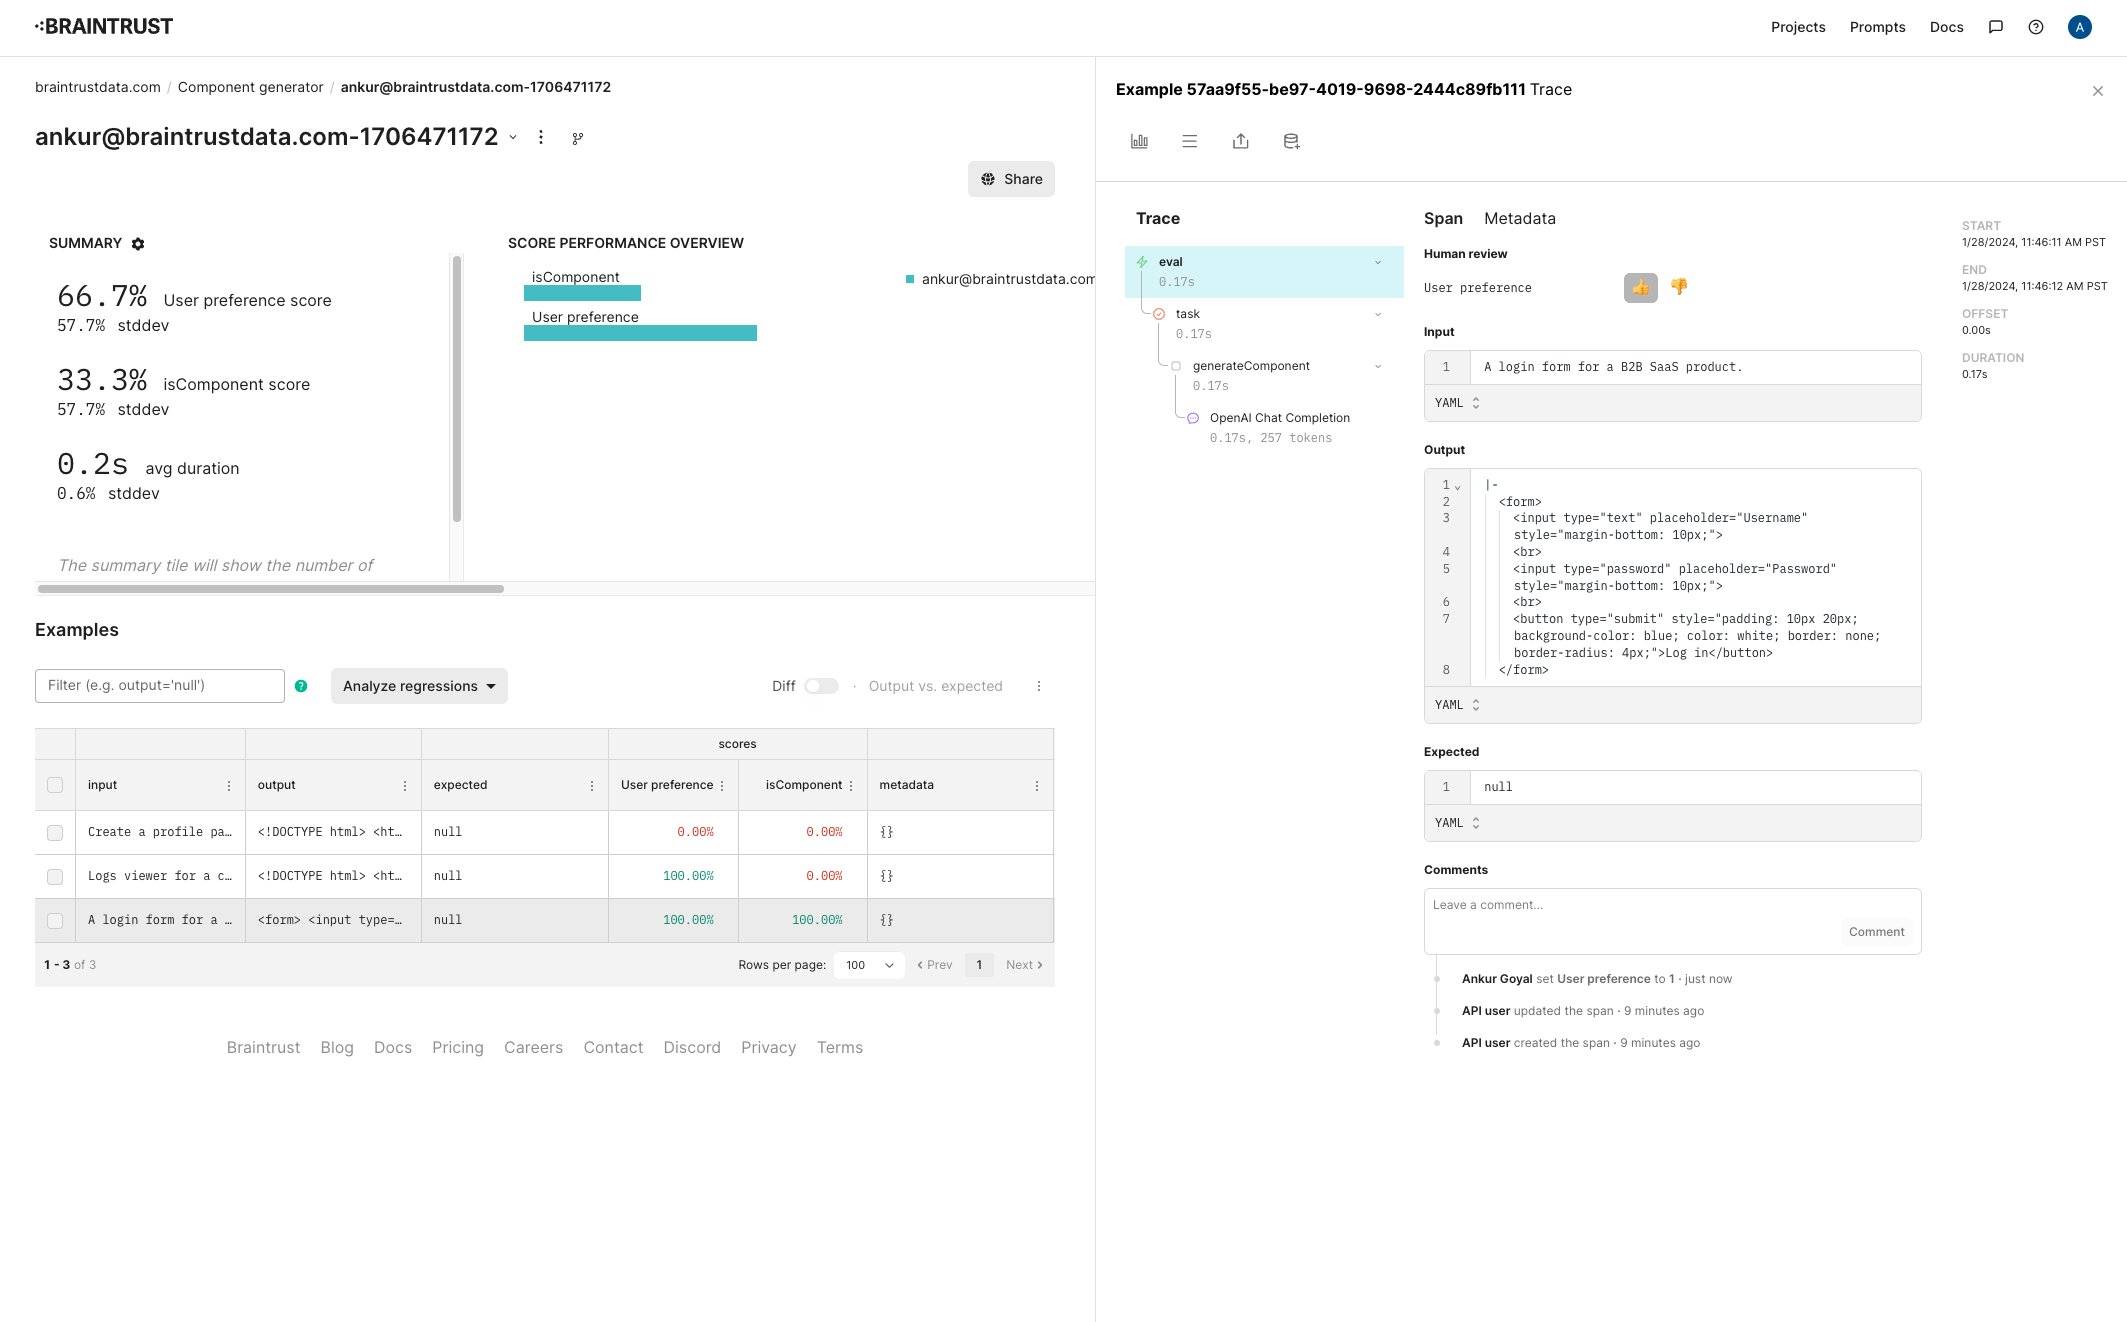 BRAINTRUST
Projects Prompts Docs A
braintrustdata.com / Component generator / ankur@braintrustdata.com-1706471172
ankur@braintrustdata.com-1706471172
Share
SUMMARY
66.7% User preference score
57.7% stddev
33.3% isComponent score
57.7% stddev
0.2s avg duration
0.6% stddev
The summary tile will show the number of
SCORE PERFORMANCE OVERVIEW
isComponent
User preference
ankur@braintrustdata.com
Examples
Filter (e.g. output='null') ? Analyze regressions Diff · Output vs. expected
scores
input output expected User preference isComponent metadata
Create a profile pa… <!DOCTYPE html> <ht… null 0.00% 0.00% {}
Logs viewer for a c… <!DOCTYPE html> <ht… null 100.00% 0.00% {}
A login form for a … <form> <input type=… null 100.00% 100.00% {}
1 - 3 of 3 Rows per page: 100 Prev 1 Next
Braintrust Blog Docs Pricing Careers Contact Discord Privacy Terms
Example 57aa9f55-be97-4019-9698-2444c89fb111 Trace
Trace
eval
0.17s
task
0.17s
generateComponent
0.17s
OpenAI Chat Completion
0.17s, 257 tokens
Span Metadata
Human review
User preference
Input
1 A login form for a B2B SaaS product.
YAML
Output
1 |-
2 <form>
3 <input type="text" placeholder="Username"
style="margin-bottom: 10px;">
4 <br>
5 <input type="password" placeholder="Password"
style="margin-bottom: 10px;">
6 <br>
7 <button type="submit" style="padding: 10px 20px;
background-color: blue; color: white; border: none;
border-radius: 4px;">Log in</button>
8 </form>
YAML
Expected
1 null
YAML
Comments
Leave a comment...
Comment
Ankur Goyal set User preference to 1 · just now
API user updated the span · 9 minutes ago
API user created the span · 9 minutes ago
START
1/28/2024, 11:46:11 AM PST
END
1/28/2024, 11:46:12 AM PST
OFFSET
0.00s
DURATION
0.17s